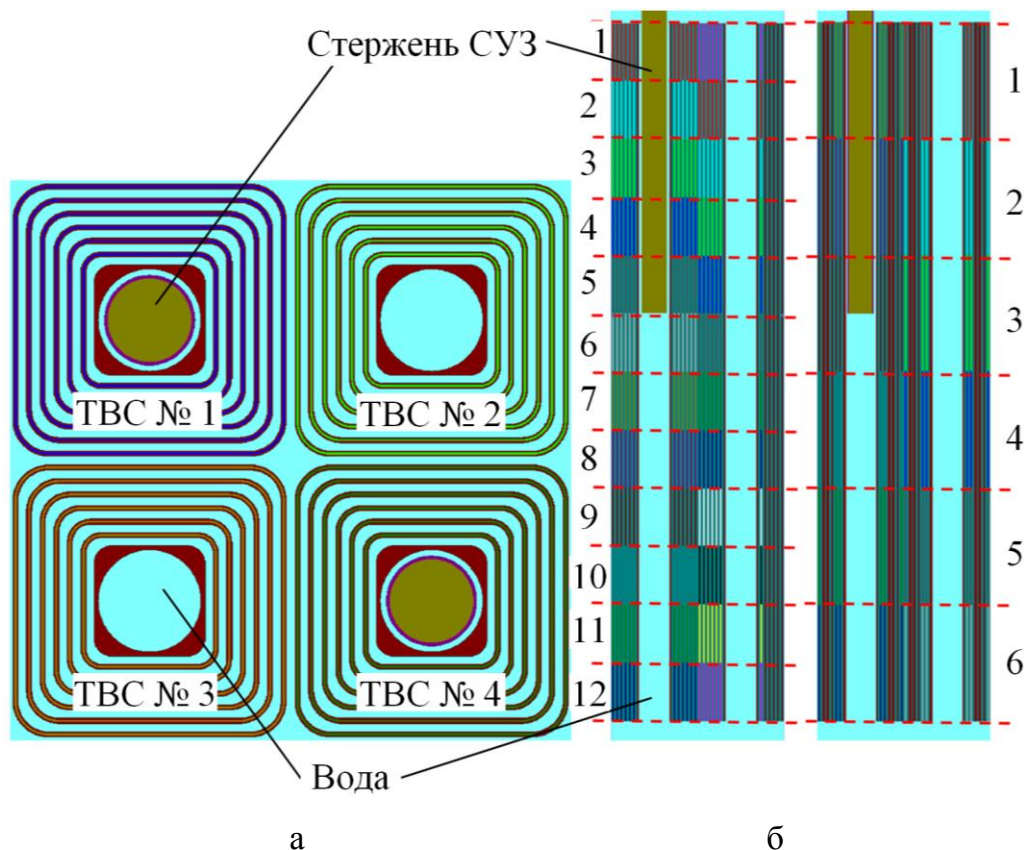 Стержень СУЗ
ТВС № 1
ТВС № 2
ТВС № 3
ТВС № 4
Вода
1
2
3
4
5
6
7
8
9
10
11
12
1
2
3
4
5
6
а
б